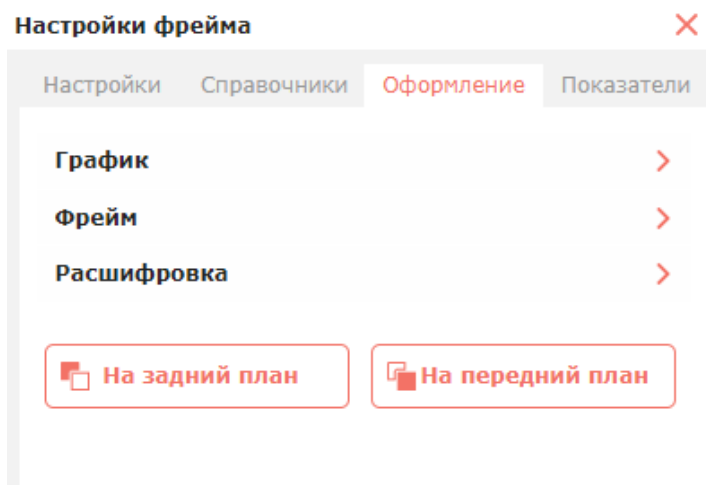 Настройки фрейма
Настройки Справочники Оформление Показатели
График
Фрейм
Расшифровка
На задний план На передний план